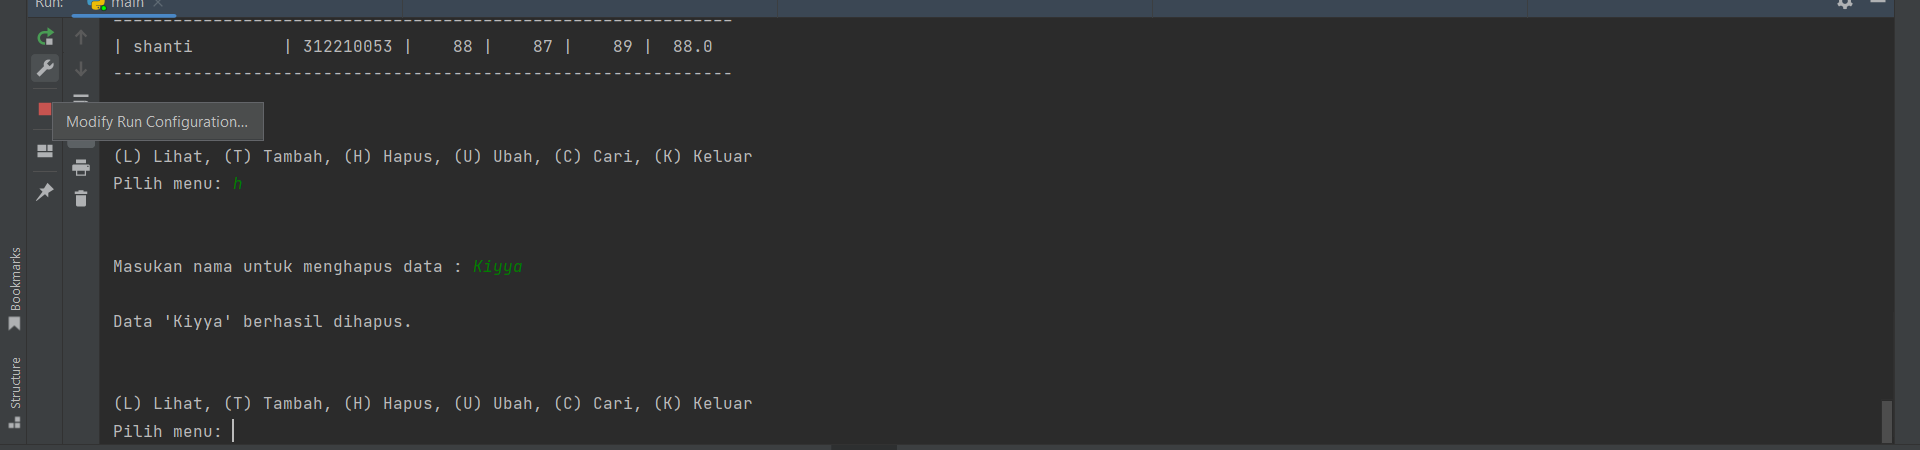 Run:
main
------------------------------------------------------------
| shanti         | 312210053 |    88 |    87 |    89 |  88.0
--------------------------------------------------------------
Modify Run Configuration...
(L) Lihat, (T) Tambah, (H) Hapus, (U) Ubah, (C) Cari, (K) Keluar
Pilih menu: h
Masukan nama untuk menghapus data : Kiyya
Data 'Kiyya' berhasil dihapus.
(L) Lihat, (T) Tambah, (H) Hapus, (U) Ubah, (C) Cari, (K) Keluar
Pilih menu:
Bookmarks
Structure